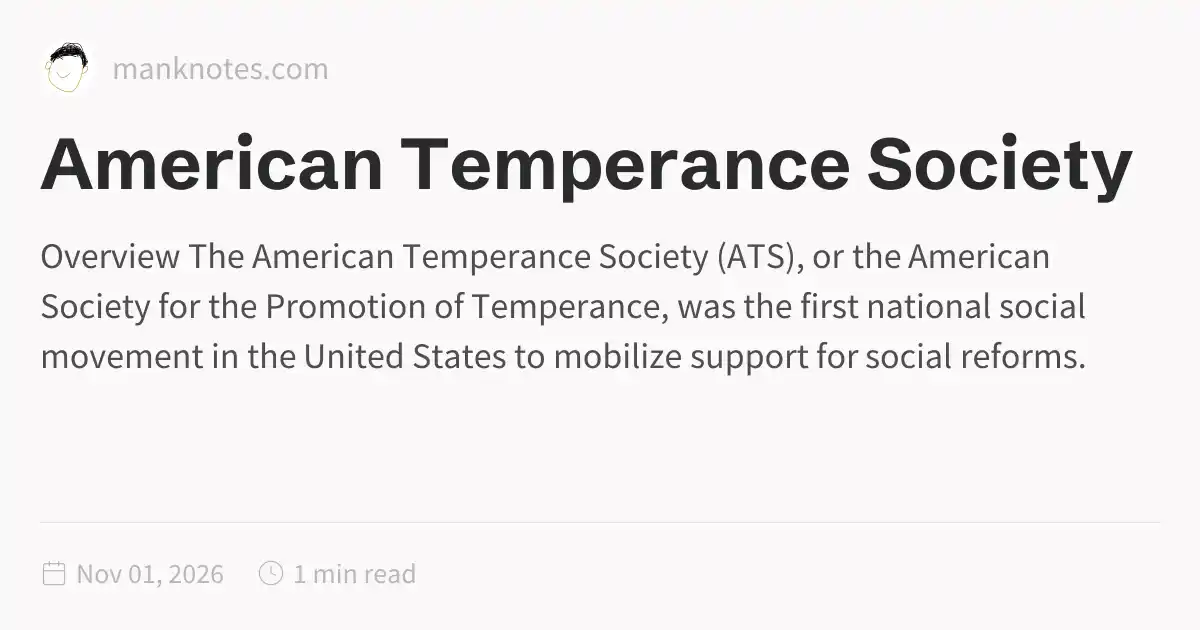 manknotes.com
American Temperance Society
Overview The American Temperance Society (ATS), or the American
Society for the Promotion of Temperance, was the first national social
movement in the United States to mobilize support for social reforms.
Nov 01, 2026 1 min read